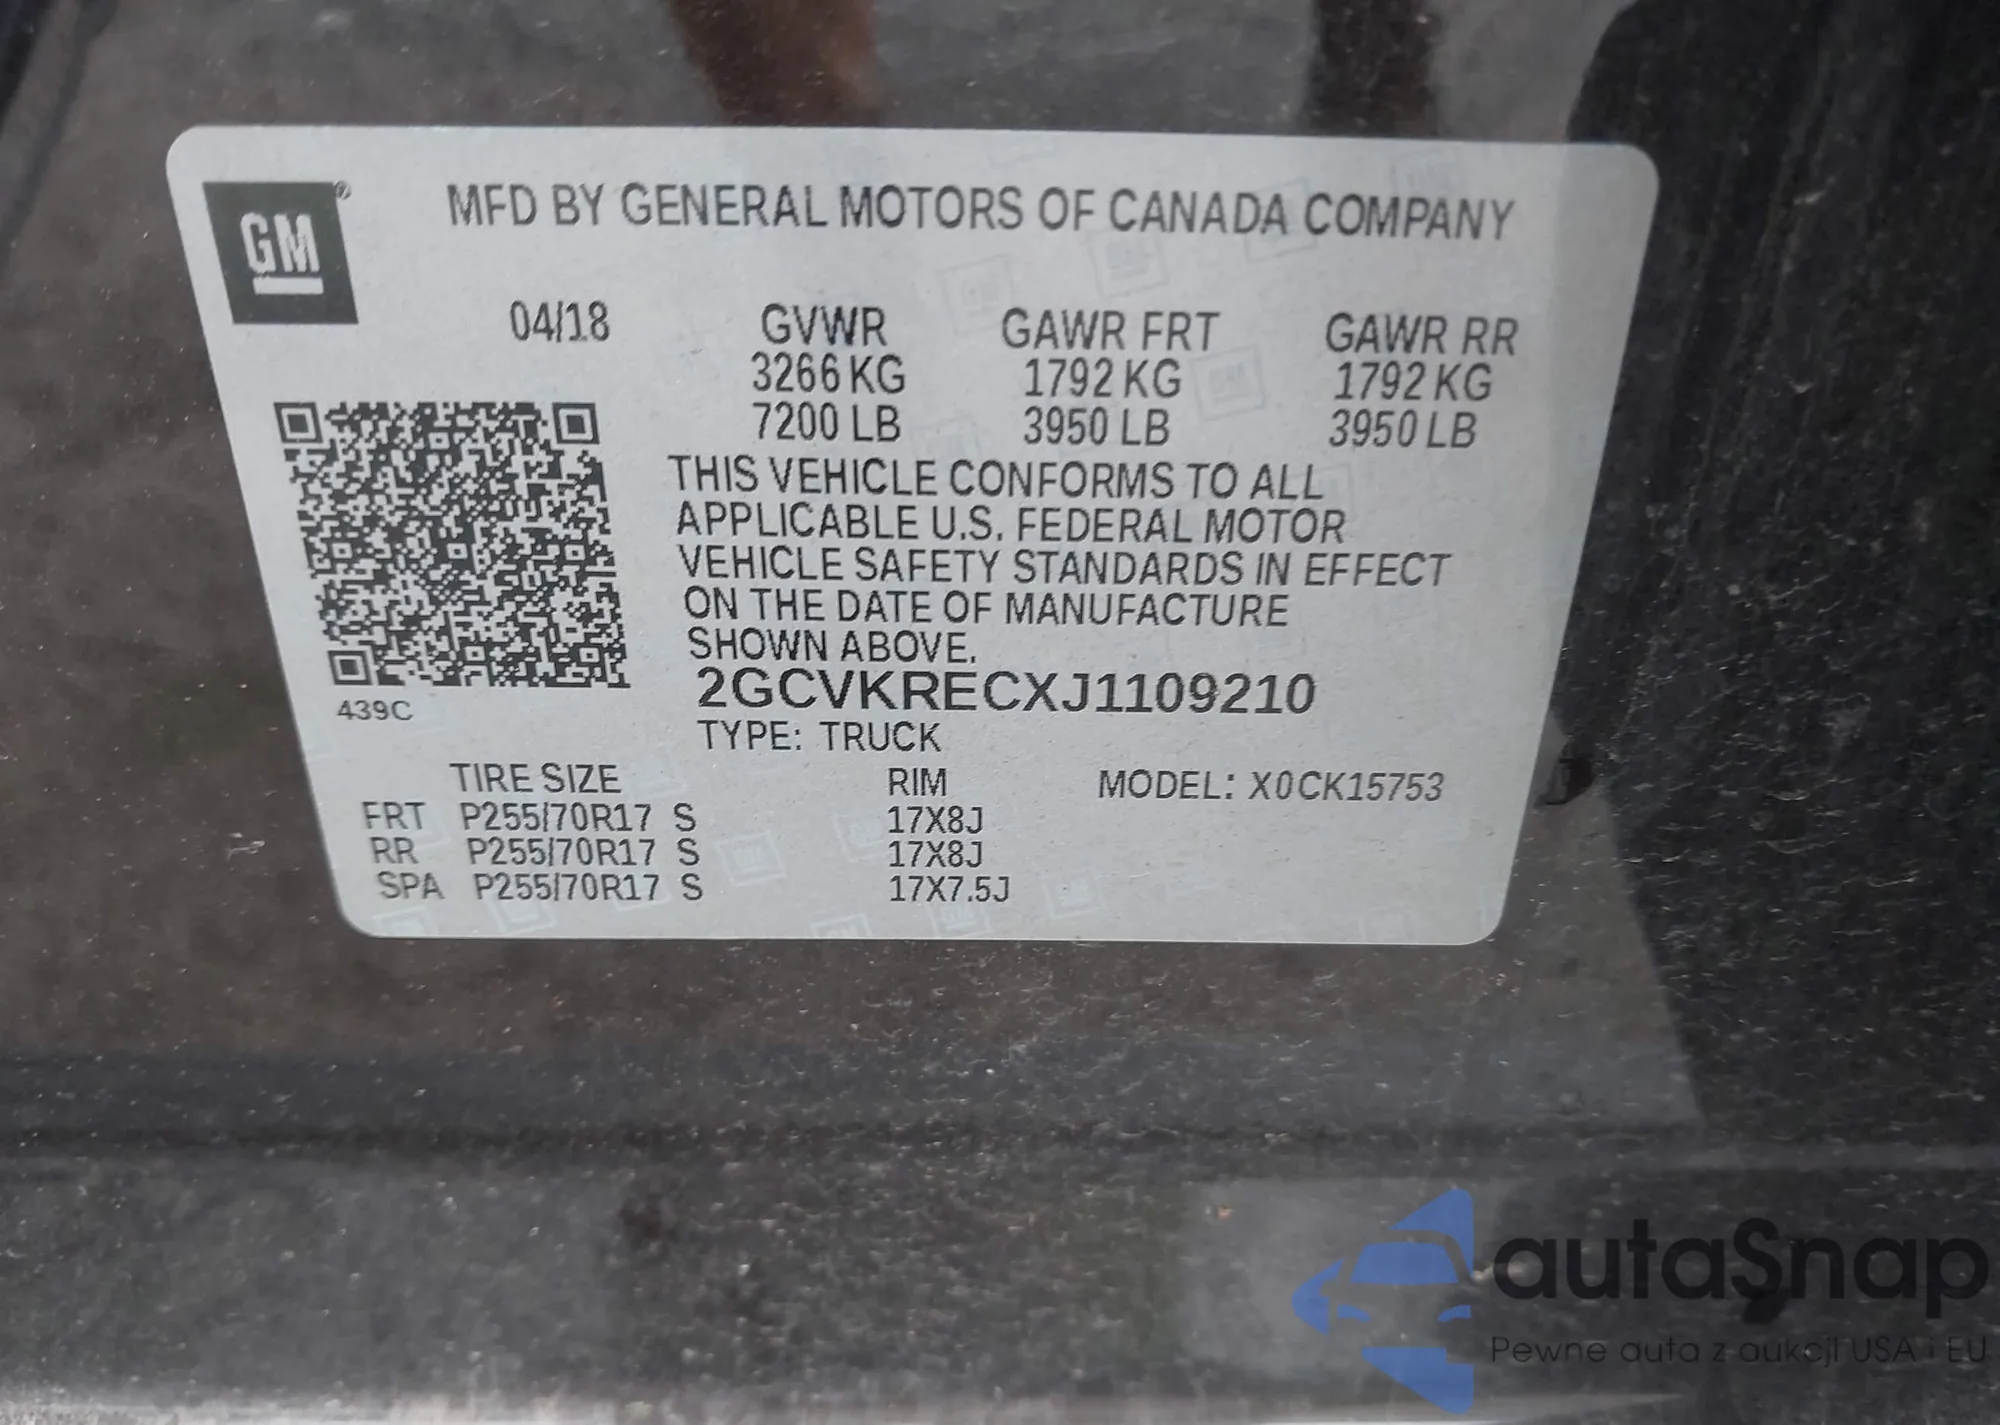 GM®
MFD BY GENERAL MOTORS OF CANADA COMPANY
04/18 GVWR GAWR FRT GAWR RR
3266 KG 1792 KG 1792 KG
7200 LB 3950 LB 3950 LB
THIS VEHICLE CONFORMS TO ALL
APPLICABLE U.S. FEDERAL MOTOR
VEHICLE SAFETY STANDARDS IN EFFECT
ON THE DATE OF MANUFACTURE
SHOWN ABOVE.
2GCVKRECXJ1109210
439C
TYPE: TRUCK
TIRE SIZE RIM MODEL: X0CK15753
FRT P255/70R17 S 17X8J
RR P255/70R17 S 17X8J
SPA P255/70R17 S 17X7.5J
autaSnap
Pewne auta z aukcji USA i EU